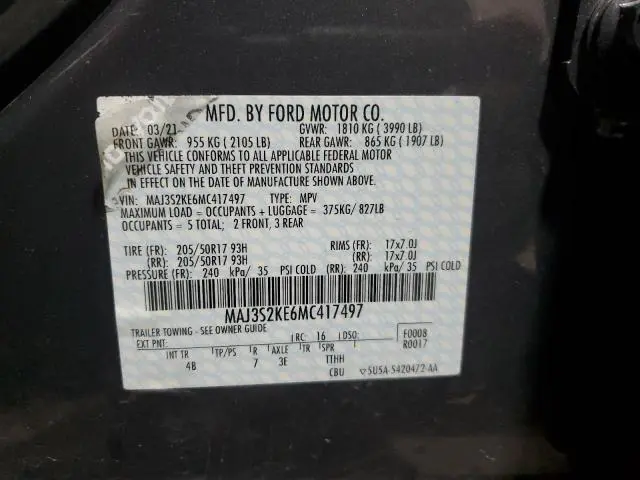 MFD. BY FORD MOTOR CO.
DATE: 03/21 GVWR: 1810 KG ( 3990 LB)
FRONT GAWR: 955 KG ( 2105 LB) REAR GAWR: 865 KG ( 1907 LB)
THIS VEHICLE CONFORMS TO ALL APPLICABLE FEDERAL MOTOR
VEHICLE SAFETY AND THEFT PREVENTION STANDARDS
IN EFFECT ON THE DATE OF MANUFACTURE SHOWN ABOVE.
VIN: MAJ3S2KE6MC417497 TYPE: MPV
MAXIMUM LOAD = OCCUPANTS + LUGGAGE = 375KG/ 827LB
OCCUPANTS = 5 TOTAL; 2 FRONT, 3 REAR
TIRE (FR): 205/50R17 93H RIMS (FR): 17x7.0J
(RR): 205/50R17 93H (RR): 17x7.0J
PRESSURE (FR): 240 kPa/ 35 PSI COLD (RR): 240 kPa/ 35 PSI COLD
MAJ3S2KE6MC417497
TRAILER TOWING - SEE OWNER GUIDE
EXT PNT: RC: 16 DSO: F0008
R0017
INT TR TP/PS R AXLE TR SPR
4B 7 3E TTHH
CBU ▽5U5A-5420472-AA